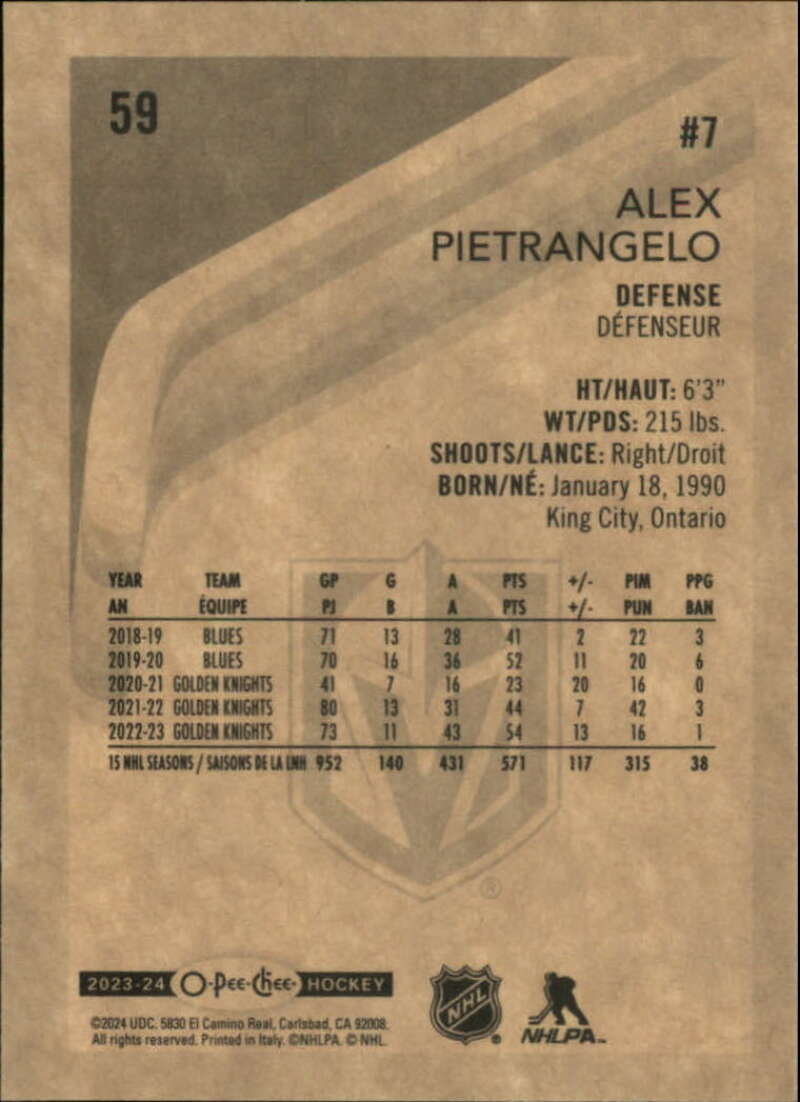 59
#7
ALEX
PIETRANGELO
DEFENSE
DÉFENSEUR
HT/HAUT: 6'3"
WT/PDS: 215 lbs.
SHOOTS/LANCE: Right/Droit
BORN/NÉ: January 18, 1990
King City, Ontario
YEAR TEAM GP G A PTS +/- PIM PPG
AN ÉQUIPE PJ B A PTS +/- PUN BAN
2018-19 BLUES 71 13 28 41 2 22 3
2019-20 BLUES 70 16 36 52 11 20 6
2020-21 GOLDEN KNIGHTS 41 7 16 23 20 16 0
2021-22 GOLDEN KNIGHTS 80 13 31 44 7 42 3
2022-23 GOLDEN KNIGHTS 73 11 43 54 13 16 1
15 NHL SEASONS / SAISONS DE LA LNH 952 140 431 571 117 315 38
®
2023-24 O-Pee-Chee HOCKEY
©2024 UDC. 5830 El Camino Real, Carlsbad, CA 92008.
All rights reserved. Printed in Italy. ©NHLPA. © NHL.
NHL ®
NHLPA™